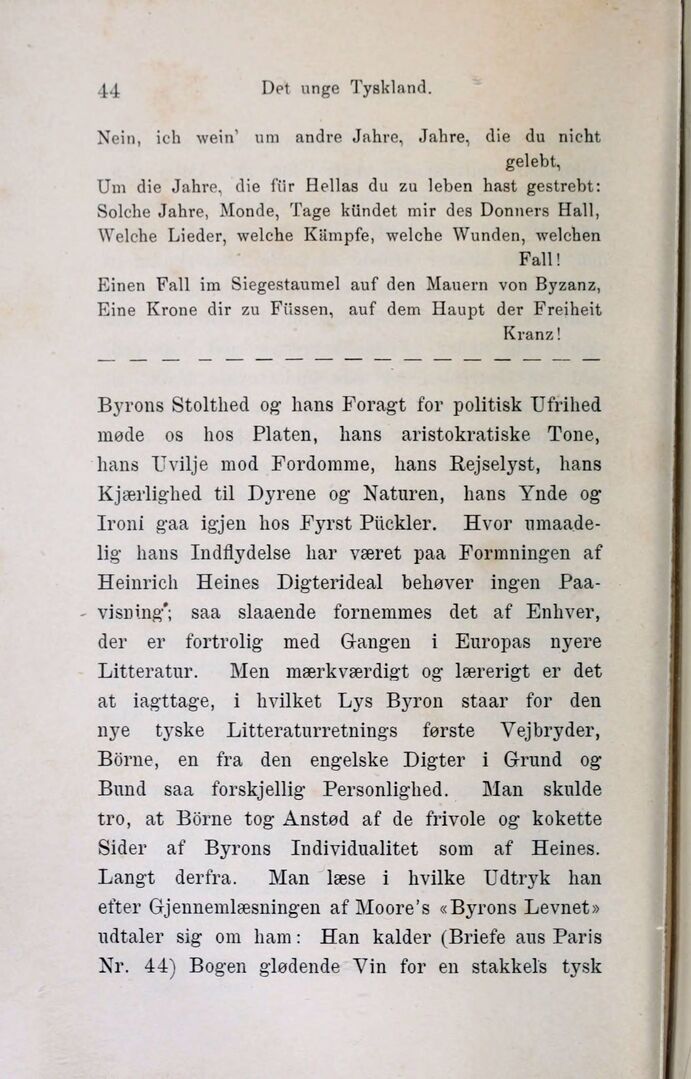 44
Det unge Tyskland.
Nein, ich wein' um andre Jahre, Jahre, die du nicht
gelebt,
Um die Jahre, die für Hellas du zu leben hast gestrebt:
Solche Jahre, Monde, Tage kündet mir des Donners Hall,
Welche Lieder, welche Kämpfe, welche Wunden, welchen
Fall!
Einen Fall im Siegestaumel auf den Mauern von Byzanz,
Eine Krone dir zu Füssen, auf dem Haupt der Freiheit
Kranz!
— — — — — — — — — — — — — — — —
Byrons Stolthed og hans Foragt for politisk Ufrihed
møde os hos Platen, hans aristokratiske Tone,
hans Uvilje mod Fordomme, hans Rejselyst, hans
Kjærlighed til Dyrene og Naturen, hans Ynde og
Ironi gaa igjen hos Fyrst Pückler. Hvor umaade-
lig hans Indflydelse har været paa Formningen af
Heinrich Heines Digterideal behøver ingen Paa-
visning; saa slaaende fornemmes det af Enhver,
der er fortrolig med Gangen i Europas nyere
Litteratur. Men mærkværdigt og lærerigt er det
at iagttage, i hvilket Lys Byron staar for den
nye tyske Litteraturretnings første Vejbryder,
Börne, en fra den engelske Digter i Grund og
Bund saa forskjellig Personlighed. Man skulde
tro, at Börne tog Anstød af de frivole og kokette
Sider af Byrons Individualitet som af Heines.
Langt derfra. Man læse i hvilke Udtryk han
efter Gjennemlæsningen af Moore's «Byrons Levnet»
udtaler sig om ham: Han kalder (Briefe aus Paris
Nr. 44) Bogen glødende Vin for en stakkels tysk